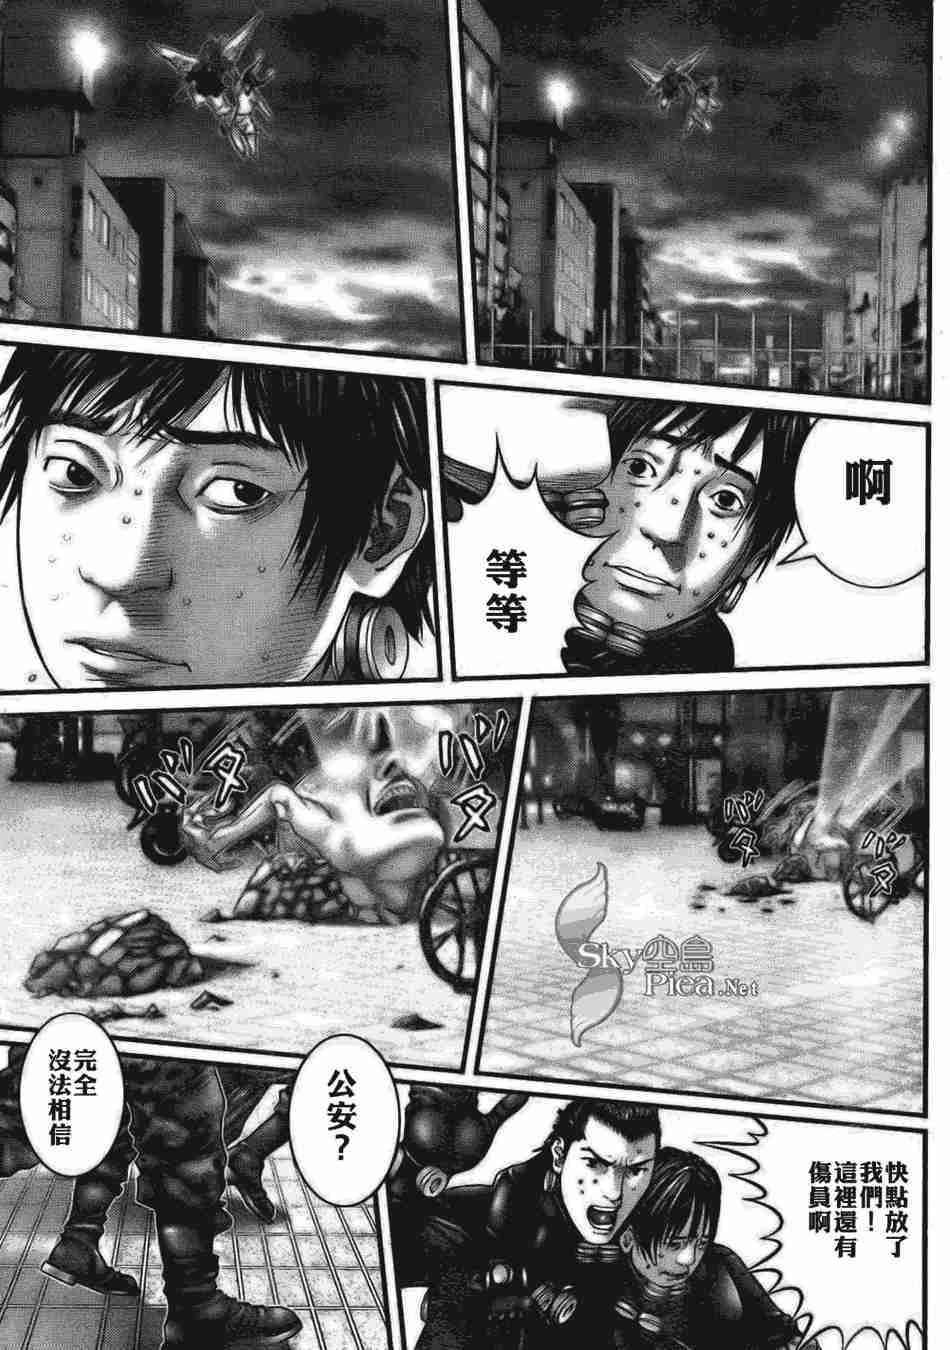 啊
等等
バタ
バタ
バタ
バタ
Sky空島
Pica.Net
快點放了
我們！
這裡還有
傷員啊
公安？
完全
沒法相信